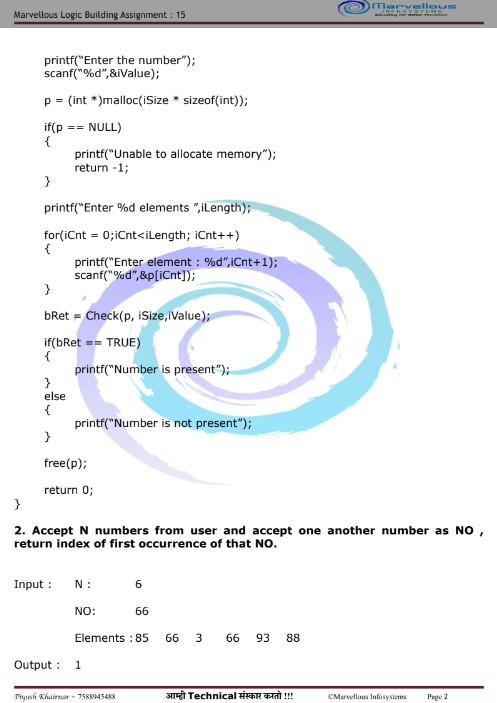 Marvellous Logic Building Assignment : 15
Marvellous
INFOSYSTEMS
Educating for Better Tomorrow
printf("Enter the number");
scanf("%d",&iValue);
p = (int *)malloc(iSize * sizeof(int));
if(p == NULL)
{
printf("Unable to allocate memory");
return -1;
}
printf("Enter %d elements ",iLength);
for(iCnt = 0;iCnt<iLength; iCnt++)
{
printf("Enter element : %d",iCnt+1);
scanf("%d",&p[iCnt]);
}
bRet = Check(p, iSize,iValue);
if(bRet == TRUE)
{
printf("Number is present");
}
else
{
printf("Number is not present");
}
free(p);
return 0;
}
2. Accept N numbers from user and accept one another number as NO ,
return index of first occurrence of that NO.
Input : N : 6
NO: 66
Elements : 85 66 3 66 93 88
Output : 1
Piyush Khairnar - 7588945488 आम्ही Technical संस्कार करतो !!! ©Marvellous Infosystems Page 2